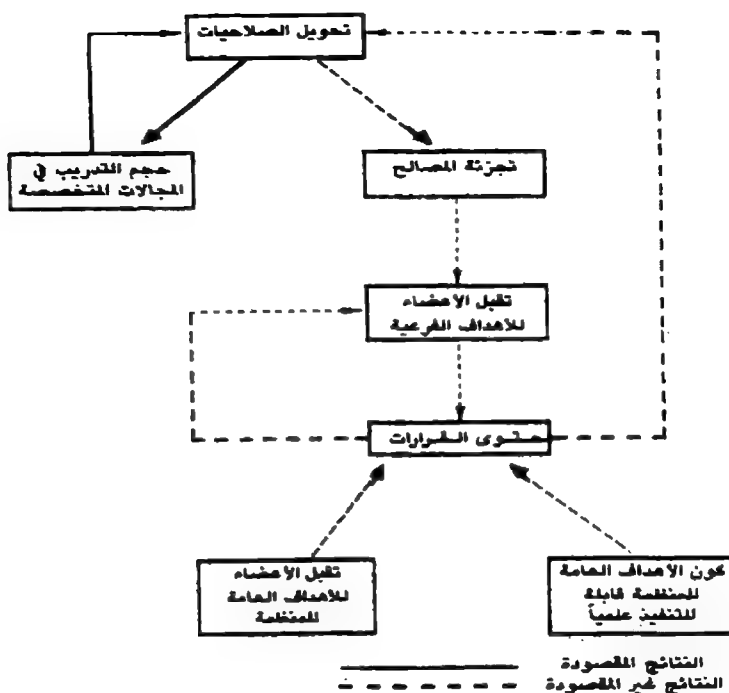 تحويل الصلاحيات
حجم التدريب في
المجالات المتخصصة
تجزئة المصالح
تقبل الأعضاء
للأهداف الفرعية
محتوى القرارات
تقبل الأعضاء
للأهداف العامة
للمنظمة
كون الأهداف العامة
للمنظمة قابلة
للتنفيذ علمياً
النتائج المقصودة
النتائج غير المقصودة